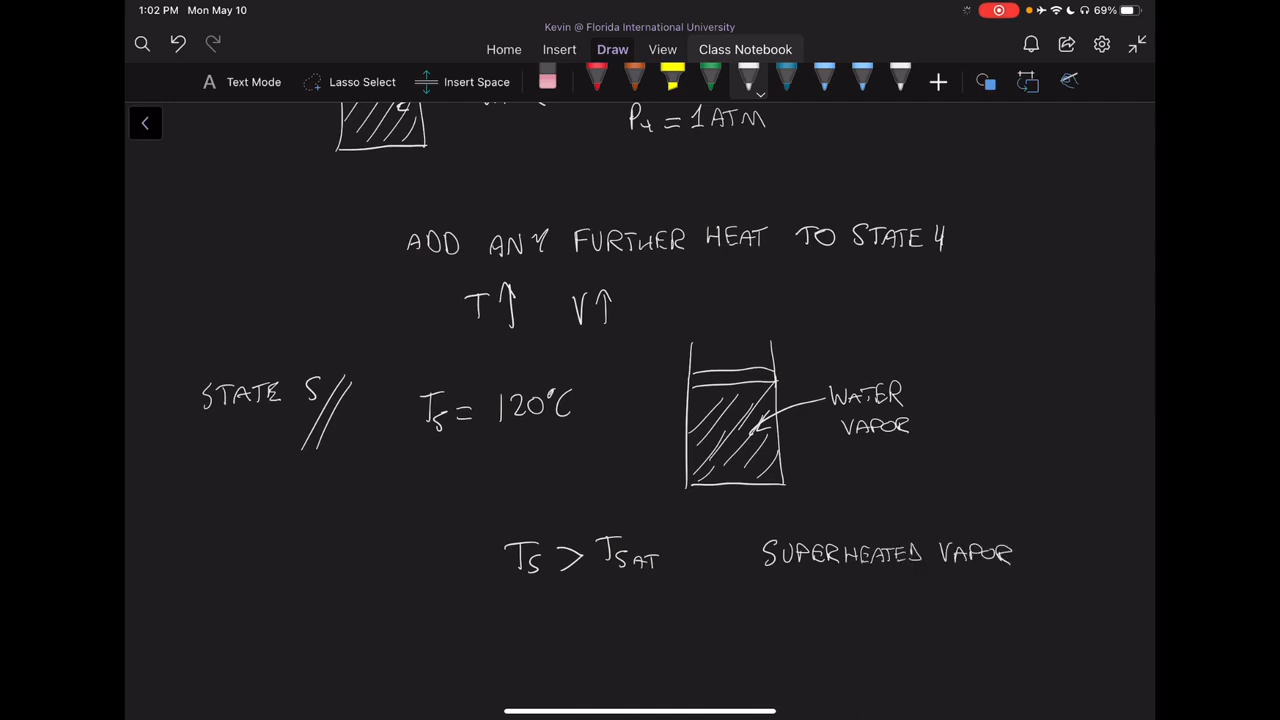 1:02 PM Mon May 10
69%
Kevin @ Florida International University
Home Insert Draw View Class Notebook
Text Mode Lasso Select Insert Space
P4 = 1 ATM
ADD ANY FURTHER HEAT TO STATE 4
T↑ V↑
STATE 5//
T5 = 120°C
WATER
VAPOR
T5 > TSAT
SUPERHEATED VAPOR